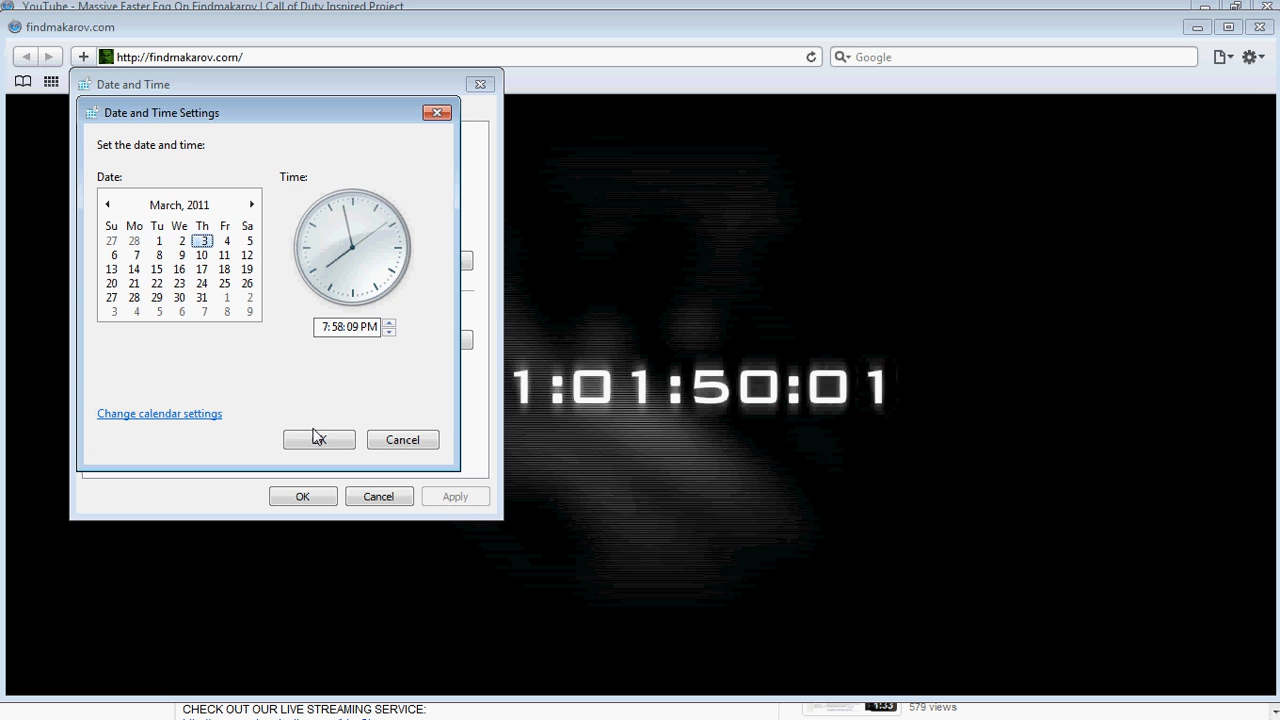 YouTube - Massive Easter Egg On Findmakarov | Call of Duty Inspired Project
findmakarov.com
http://findmakarov.com/
Google
Date and Time
Date and Time Settings
Set the date and time:
Date:
Time:
March, 2011
Su Mo Tu We Th Fr Sa
27 28 1 2 3 4 5
6 7 8 9 10 11 12
13 14 15 16 17 18 19
20 21 22 23 24 25 26
27 28 29 30 31 1 2
3 4 5 6 7 8 9
7:58:09 PM
1:01:50:01
Change calendar settings
Cancel
OK Cancel Apply
CHECK OUT OUR LIVE STREAMING SERVICE:
1:33
579 views